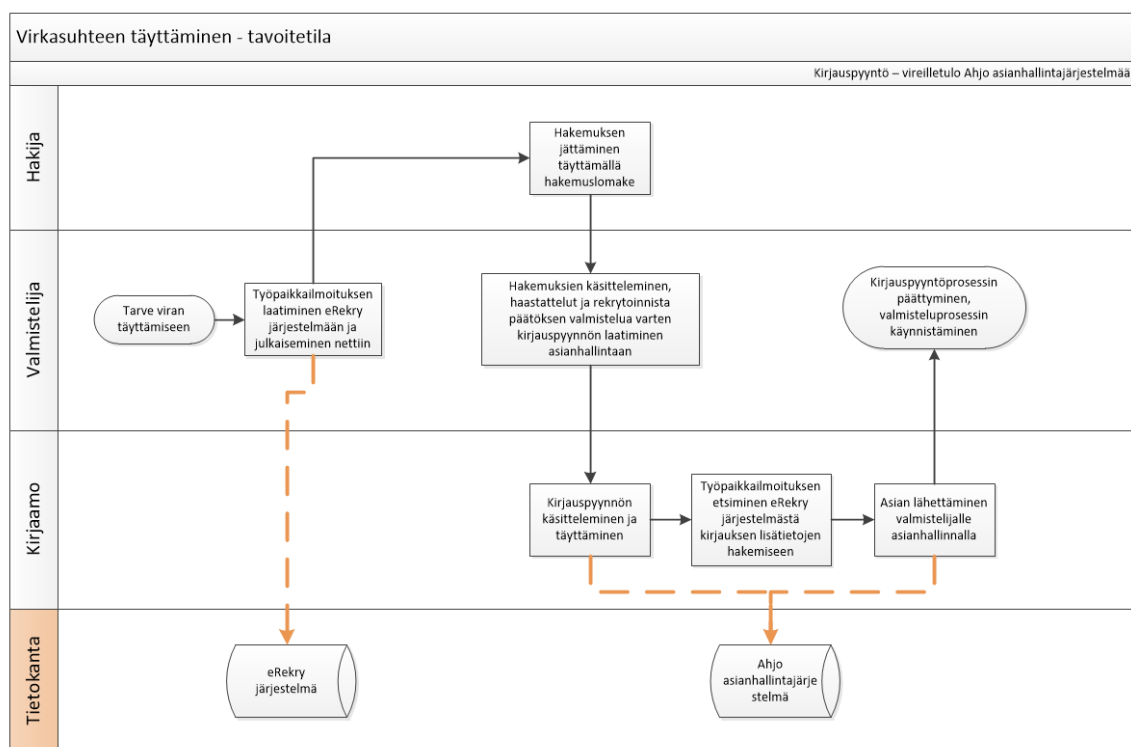 Virkasuhteen täyttäminen - tavoitetila
Kirjauspyyntö – vireilletulo Ahjo asianhallintajärjestelmää
Hakija
Hakemuksen
jättäminen
täyttämällä
hakemuslomake
Valmistelija
Tarve viran
täyttämiseen
Työpaikkailmoituksen
laatiminen eRekry
järjestelmään ja
julkaiseminen nettiin
Hakemuksien käsitteleminen,
haastattelut ja rekrytoinnista
päätöksen valmistelua varten
kirjauspyynnön laatiminen
asianhallintaan
Kirjauspyyntöprosessin
päättyminen,
valmisteluprosessin
käynnistäminen
Kirjaamo
Kirjauspyynnön
käsitteleminen ja
täyttäminen
Työpaikkailmoituksen
etsiminen eRekry
järjestelmästä
kirjauksen lisätietojen
hakemiseen
Asian lähettäminen
valmistelijalle
asianhallinnalla
Tietokanta
eRekry
järjestelmä
Ahjo
asianhallintajärje
stelmä